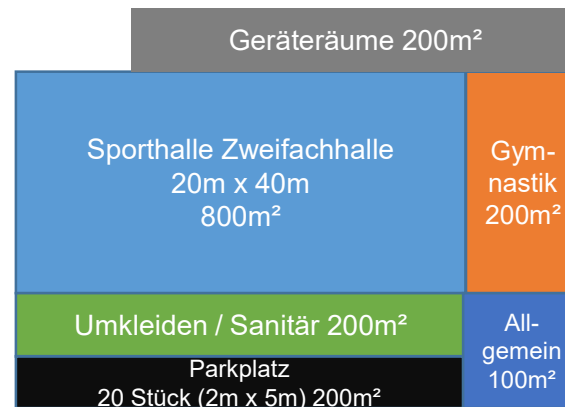 Geräteräume 200m²
Sporthalle Zweifachhalle
20m x 40m
800m²
Gym-
nastik
200m²
Umkleiden / Sanitär 200m²
All-
gemein
100m²
Parkplatz
20 Stück (2m x 5m) 200m²